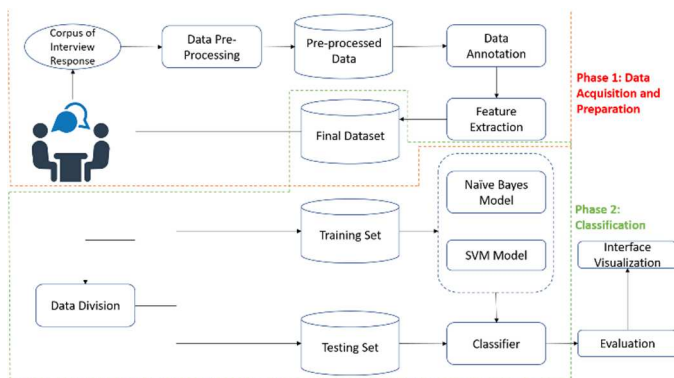 Corpus of
Interview
Response
Data Pre-
Processing
Pre-processed
Data
Data
Annotation
Phase 1: Data
Acquisition and
Preparation
Final Dataset
Feature
Extraction
Naïve Bayes
Model
Phase 2:
Classification
Training Set
SVM Model
Interface
Visualization
Data Division
Testing Set
Classifier
Evaluation